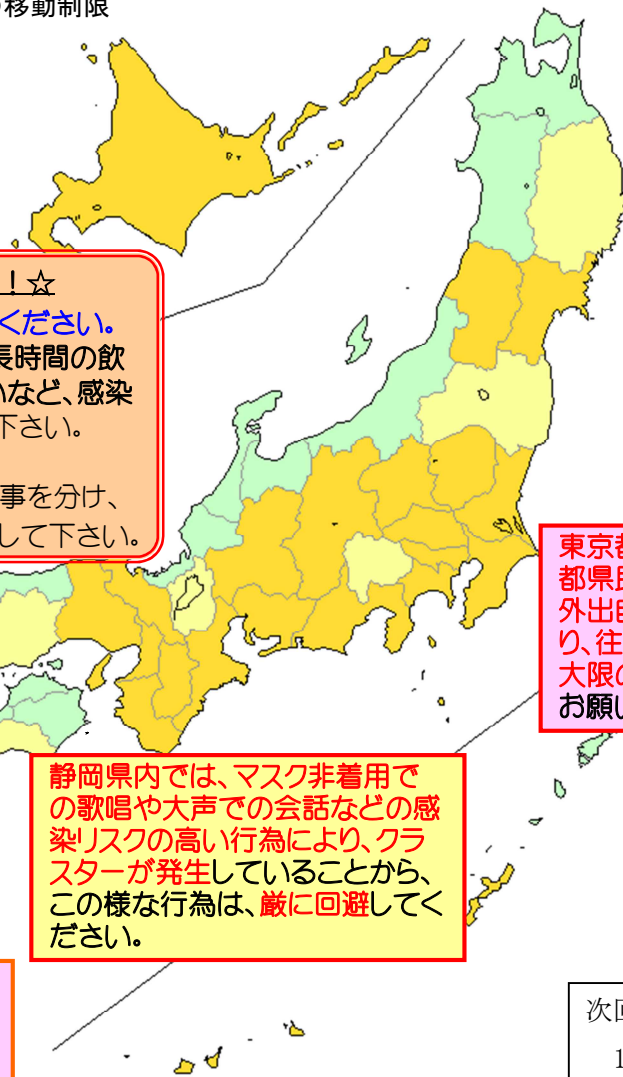 移動制限
！☆
ください。
長時間の飲
いなど、感染
下さい。
事を分け、
して下さい。
東京都
都県民
外出自
り、往
大限の
お願い
静岡県内では、マスク非着用で
の歌唱や大声での会話などの感
染リスクの高い行為により、クラ
スターが発生していることから、
この様な行為は、厳に回避してく
ださい。
次回
1